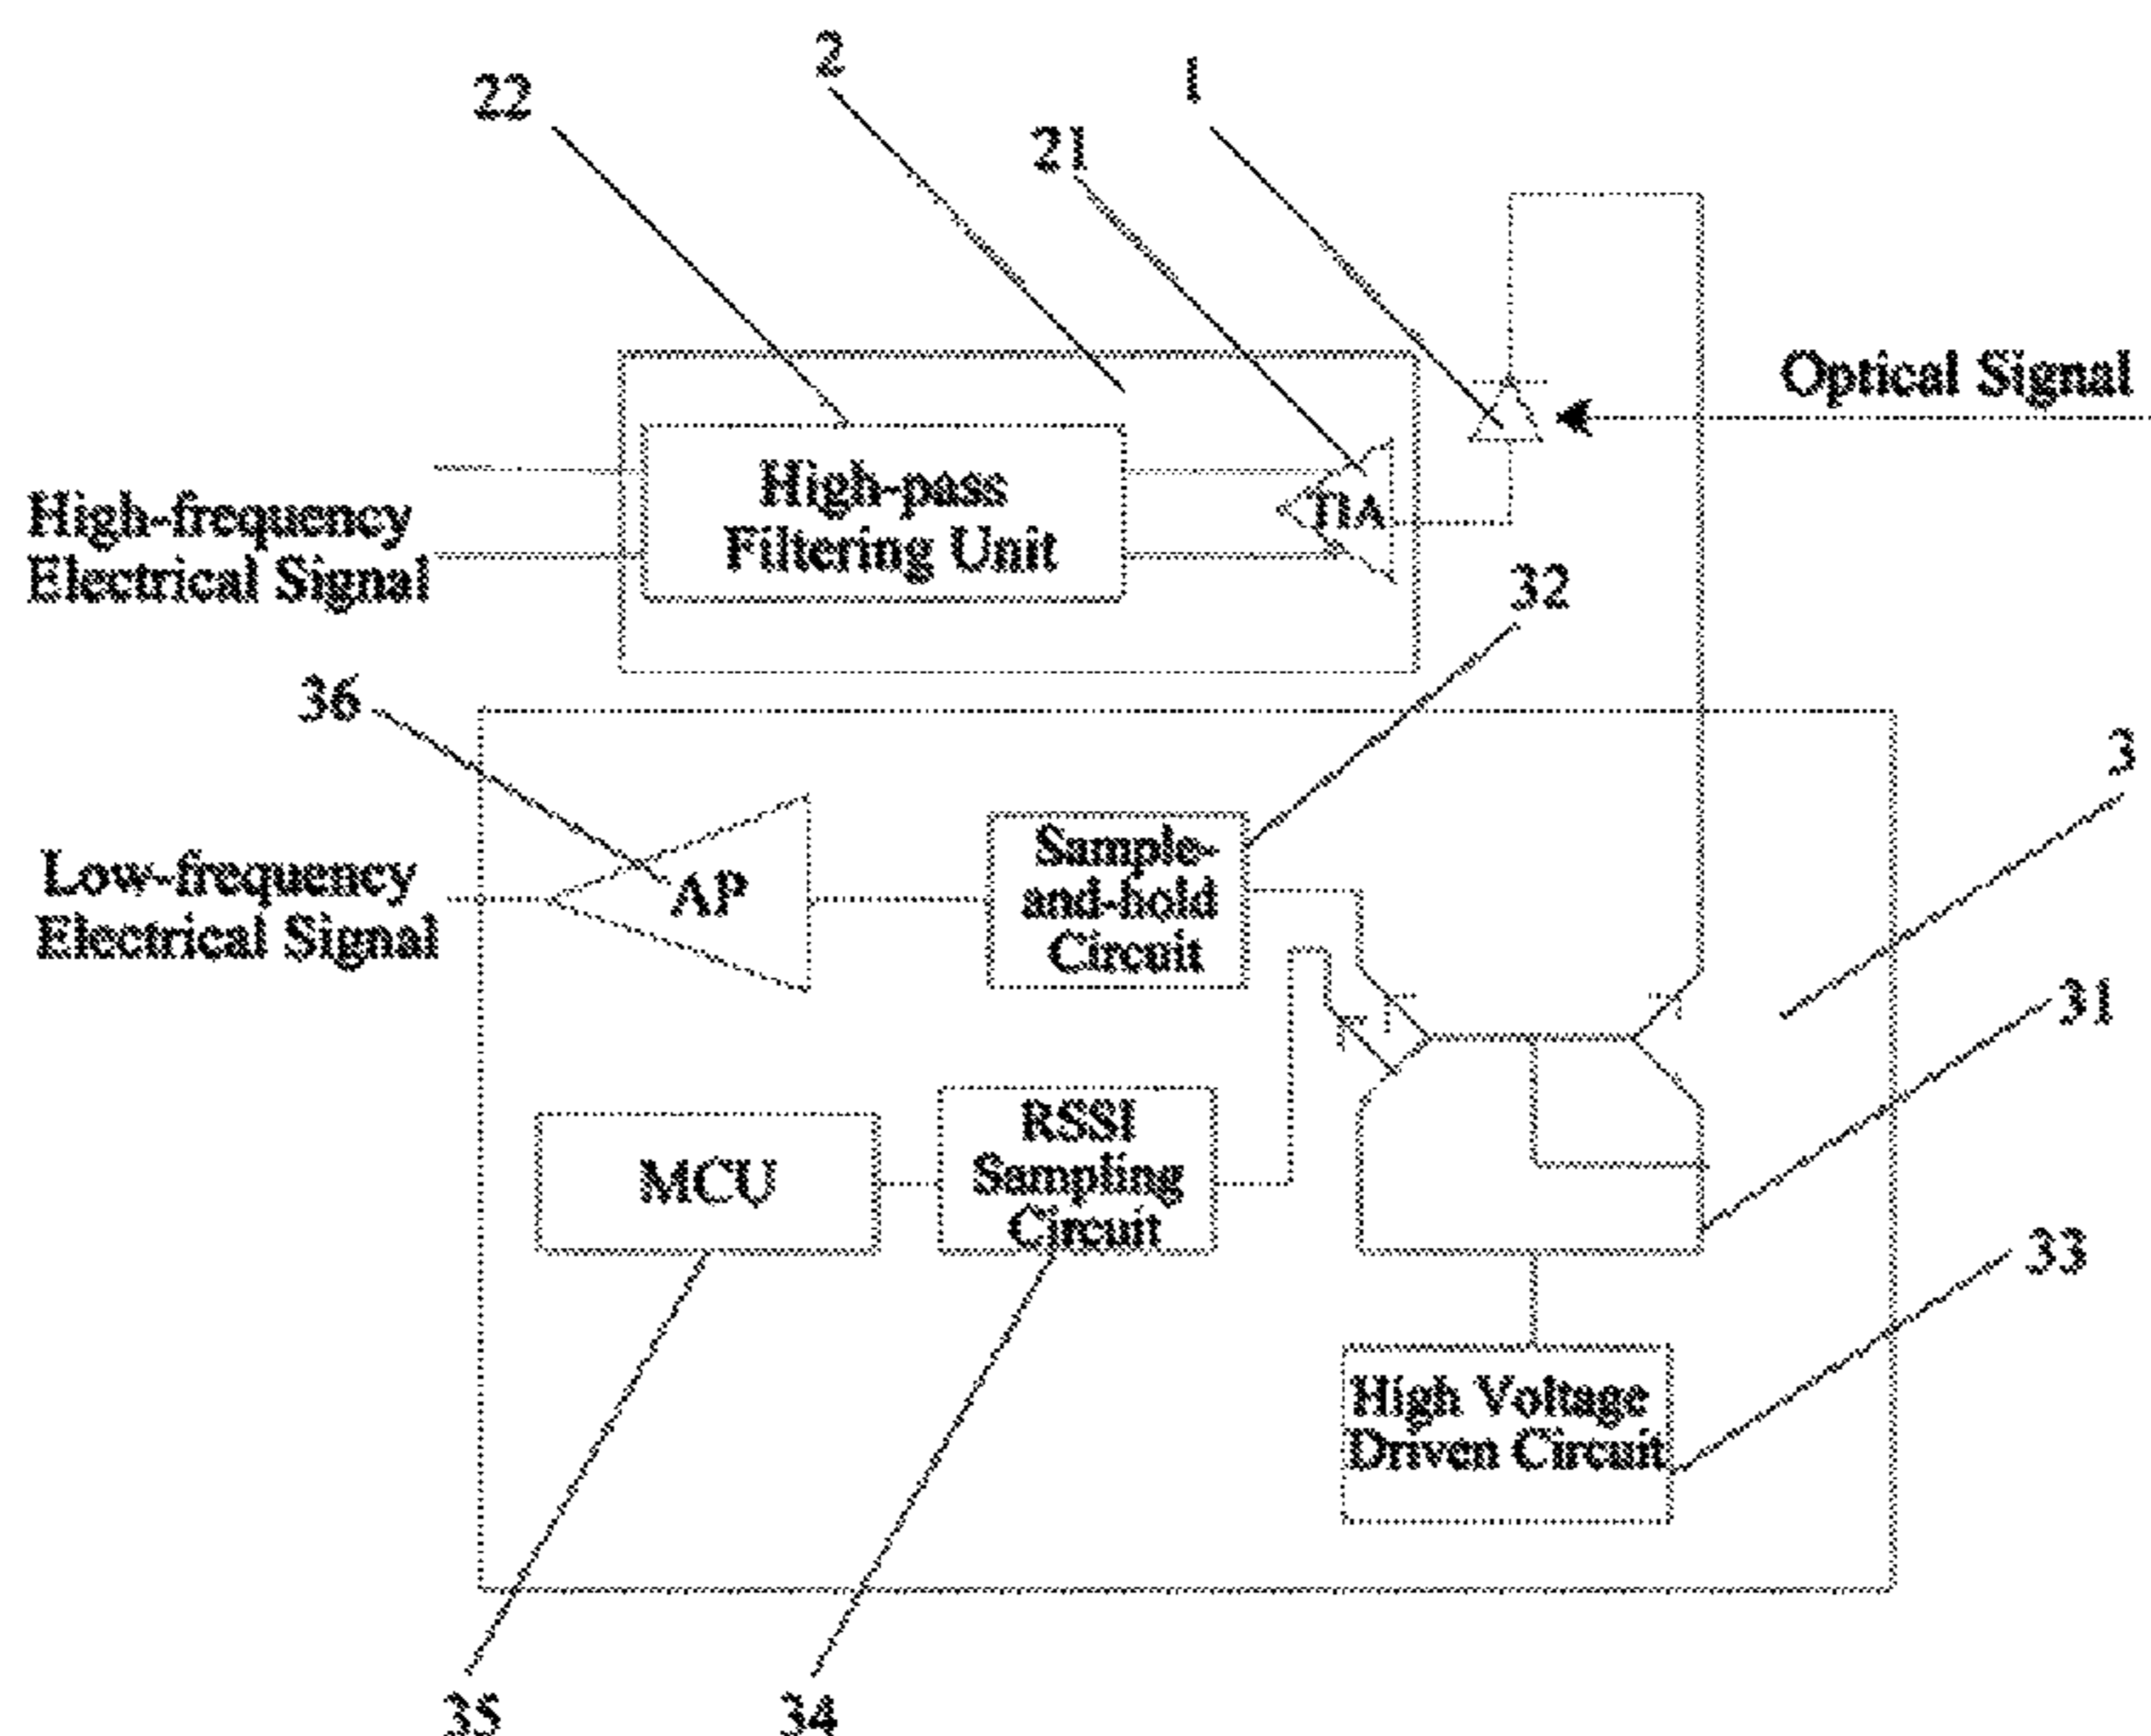 22
2
21
1
Optical Signal
High-pass
Filtering Unit
TIA
High-frequency
Electrical Signal
32
36
3
AP
Sample-
and-hold
Circuit
Low-frequency
Electrical Signal
31
MCU
RSSI
Sampling
Circuit
33
High Voltage
Driven Circuit
35
34